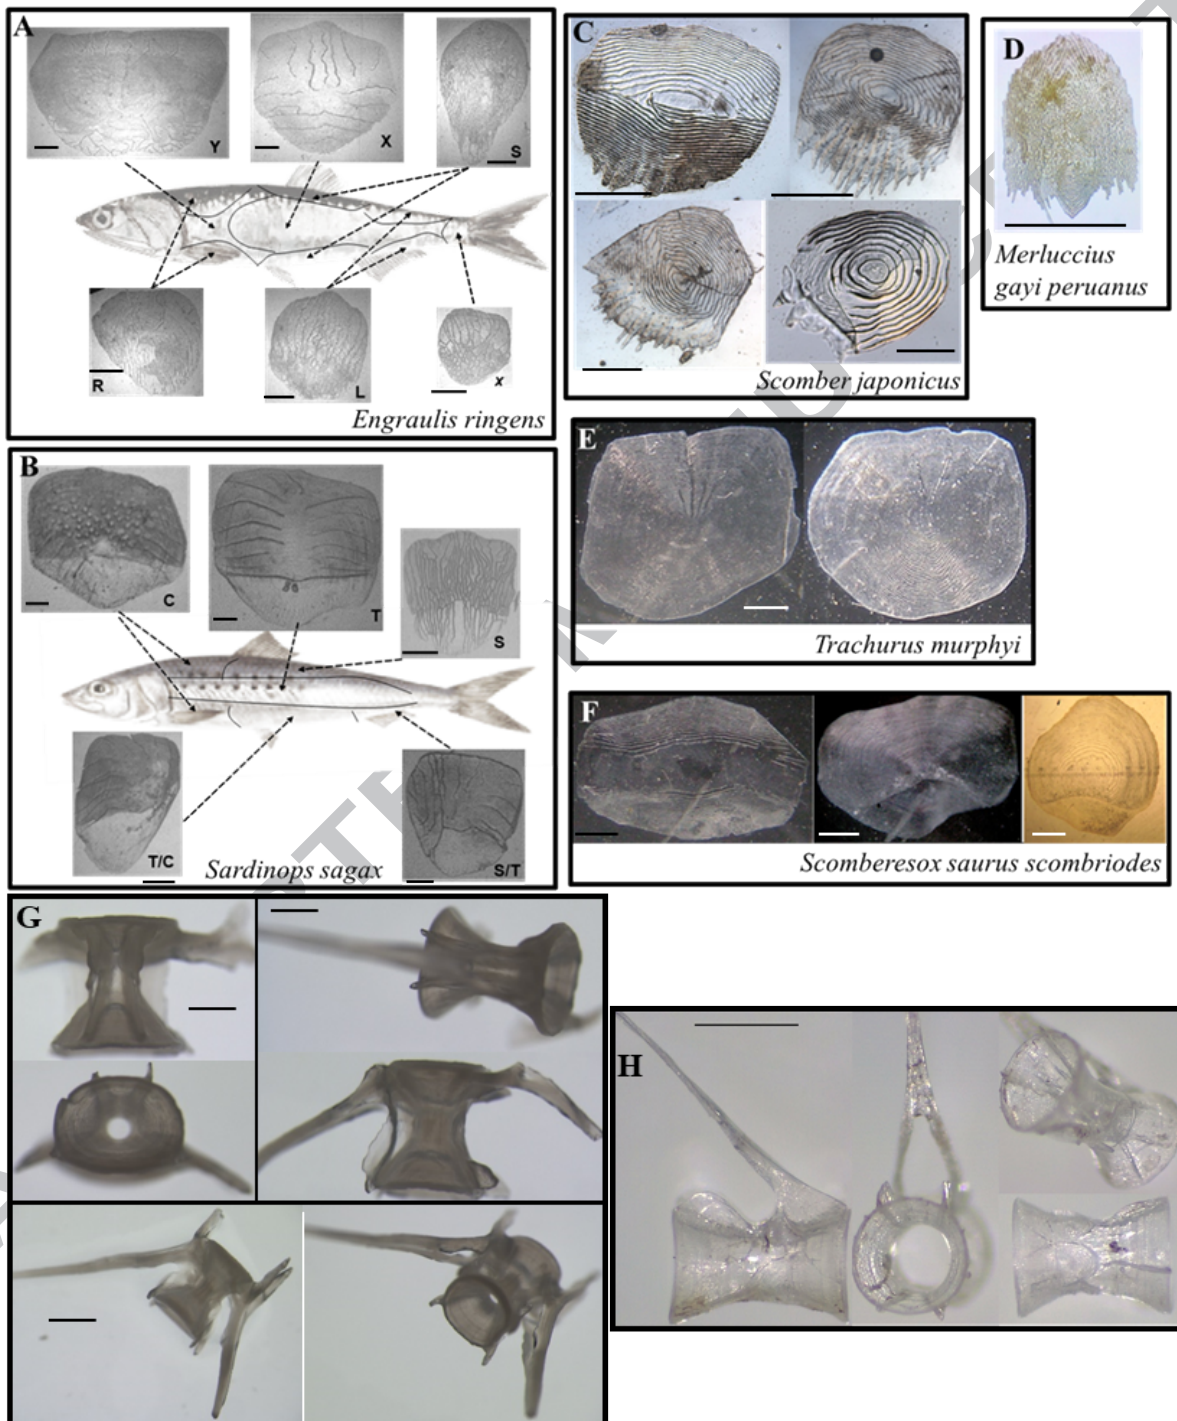 A
Y
X
S
R
L
x
Engraulis ringens
B
C
T
S
T/C
S/T
Sardinops sagax
C
Scomber japonicus
D
Merluccius
gayi peruanus
E
Trachurus murphyi
F
Scomberesox saurus scombriodes
G
H